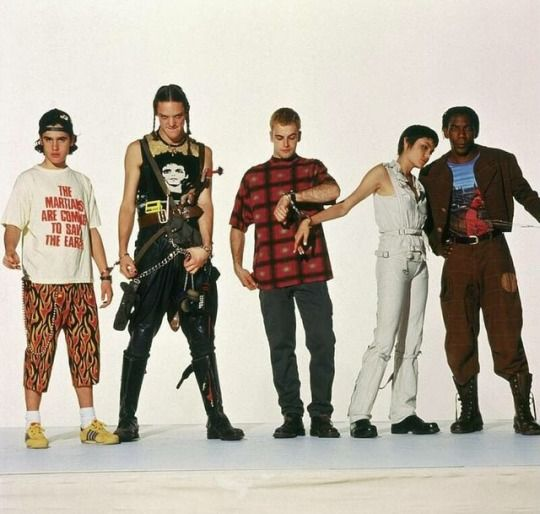 THE
MARTIANS
ARE COMING
TO SAVE
THE EARTH